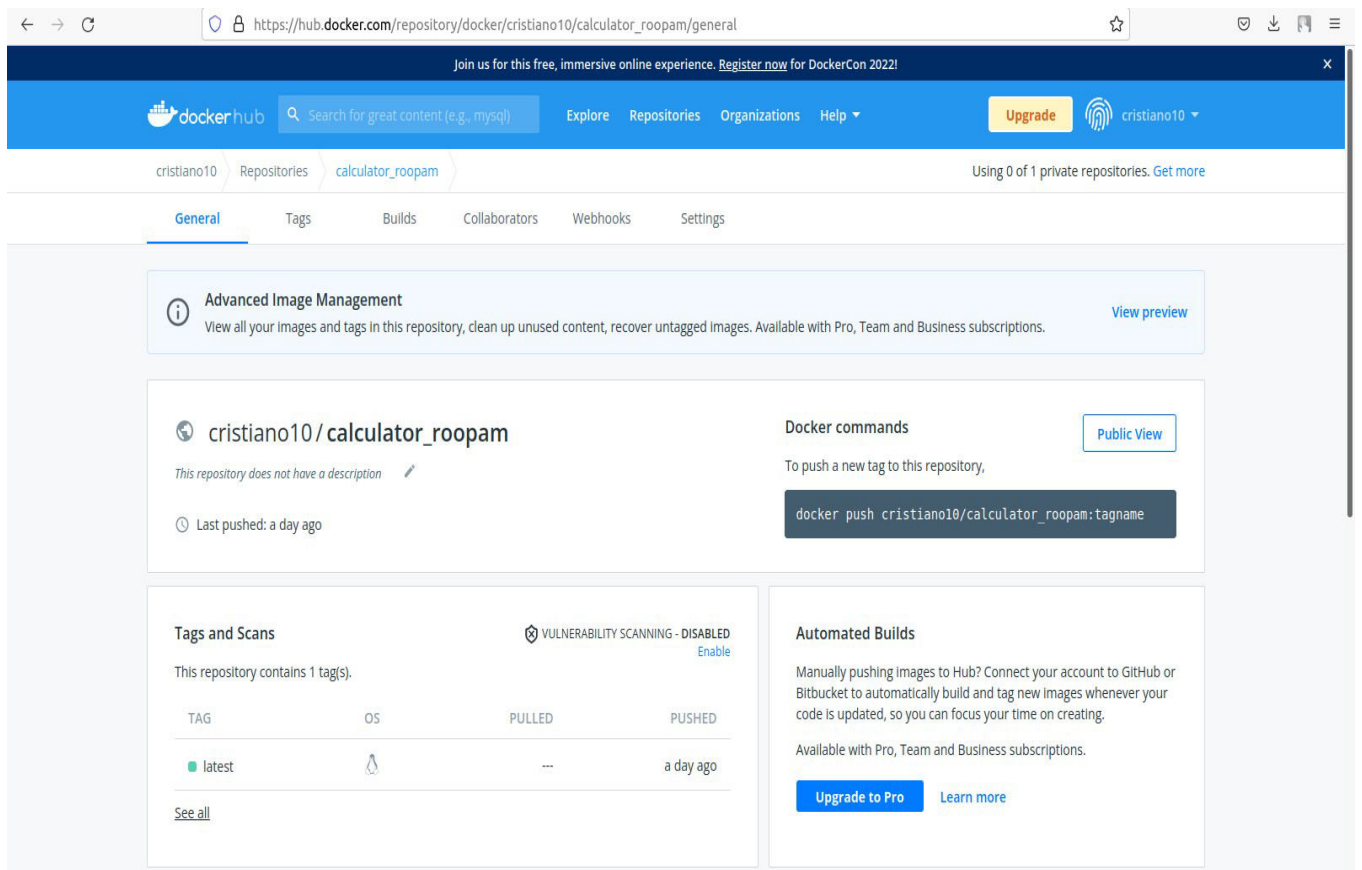 https://hub.docker.com/repository/docker/cristiano10/calculator_roopam/general
Join us for this free, immersive online experience. Register now for DockerCon 2022!
X
dockerhub
Search for great content (e.g., mysql)
Explore
Repositories
Organizations
Help
Upgrade
cristiano10
cristiano10
Repositories
calculator_roopam
Using 0 of 1 private repositories. Get more
General
Tags
Builds
Collaborators
Webhooks
Settings
Advanced Image Management
View all your images and tags in this repository, clean up unused content, recover untagged images. Available with Pro, Team and Business subscriptions.
View preview
cristiano10 / calculator_roopam
This repository does not have a description
Last pushed: a day ago
Docker commands
Public View
To push a new tag to this repository,
docker push cristiano10/calculator_roopam:tagname
Tags and Scans
VULNERABILITY SCANNING - DISABLED
Enable
This repository contains 1 tag(s).
TAG OS PULLED PUSHED
latest --- a day ago
See all
Automated Builds
Manually pushing images to Hub? Connect your account to GitHub or
Bitbucket to automatically build and tag new images whenever your
code is updated, so you can focus your time on creating.
Available with Pro, Team and Business subscriptions.
Upgrade to Pro
Learn more